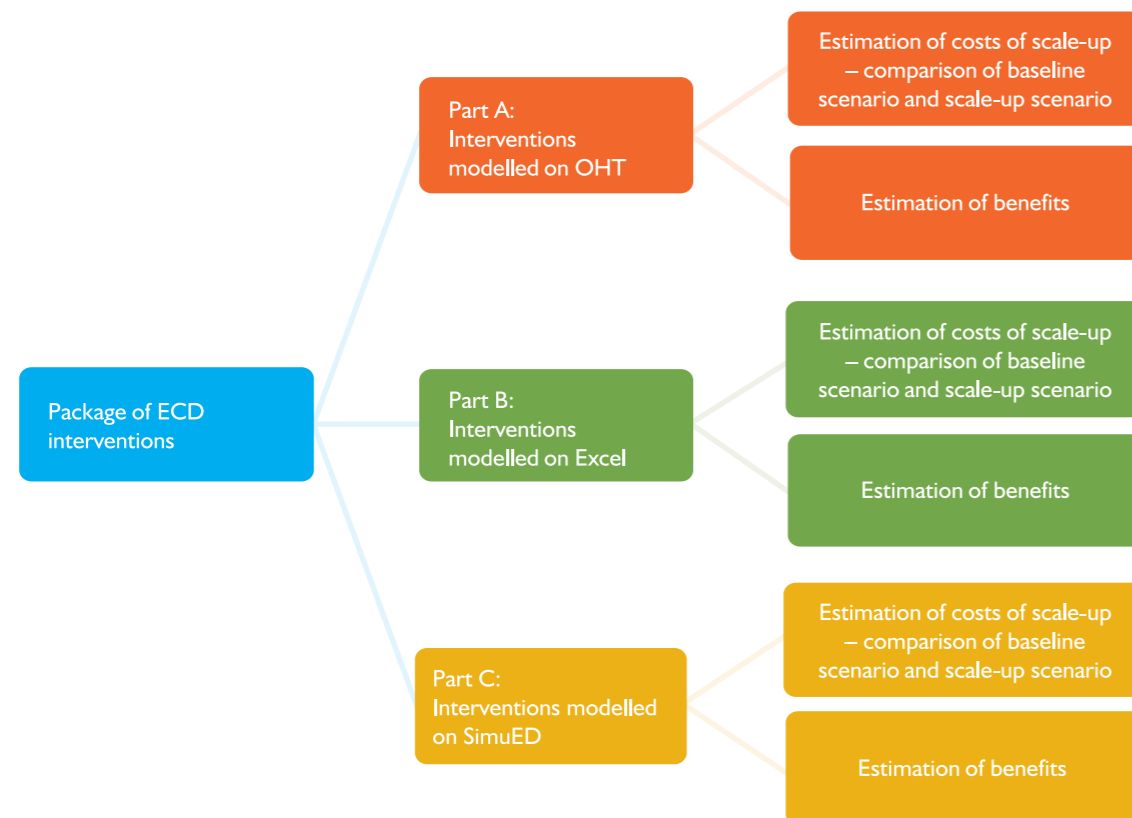 Estimation of costs of scale-up
– comparison of baseline
scenario and scale-up scenario
Part A:
Interventions
modelled on OHT
Estimation of benefits
Estimation of costs of scale-up
– comparison of baseline
scenario and scale-up scenario
Package of ECD
interventions
Part B:
Interventions
modelled on Excel
Estimation of benefits
Estimation of costs of scale-up
– comparison of baseline
scenario and scale-up scenario
Part C:
Interventions modelled
on SimuED
Estimation of benefits